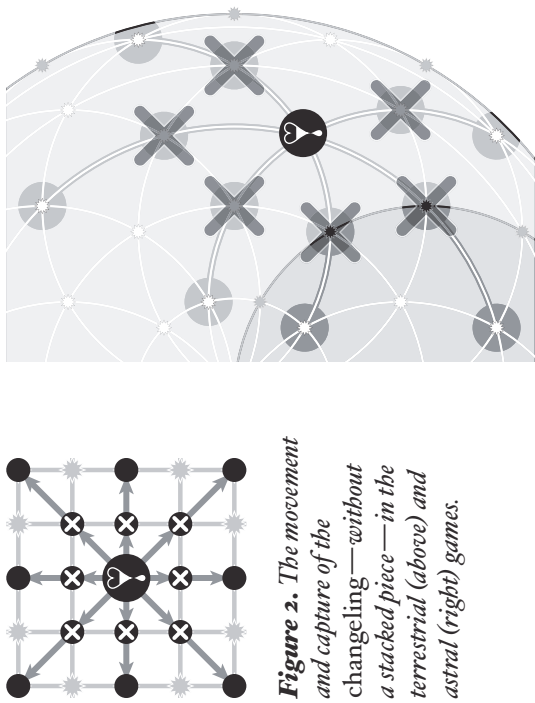 Figure 2. The movement
and capture of the
changeling—without
a stacked piece—in the
terrestrial (above) and
astral (right) games.